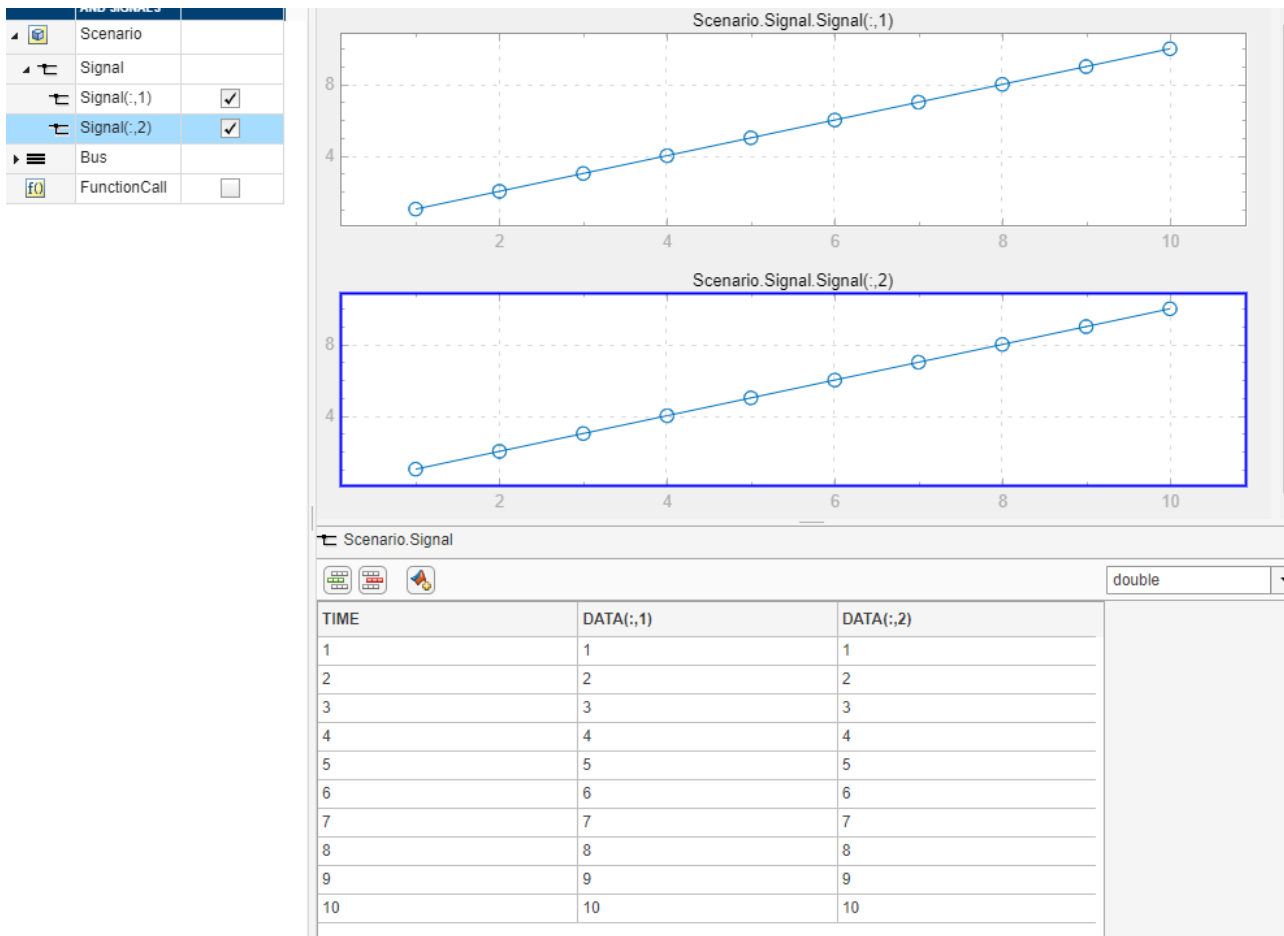 AND SIGNALS
Scenario
Signal
Signal(:,1)
Signal(:,2)
Bus
f() FunctionCall
Scenario.Signal.Signal(:,1)
8
4
2 4 6 8 10
Scenario.Signal.Signal(:,2)
8
4
2 4 6 8 10
Scenario.Signal
double
TIME DATA(:,1) DATA(:,2)
1 1 1
2 2 2
3 3 3
4 4 4
5 5 5
6 6 6
7 7 7
8 8 8
9 9 9
10 10 10